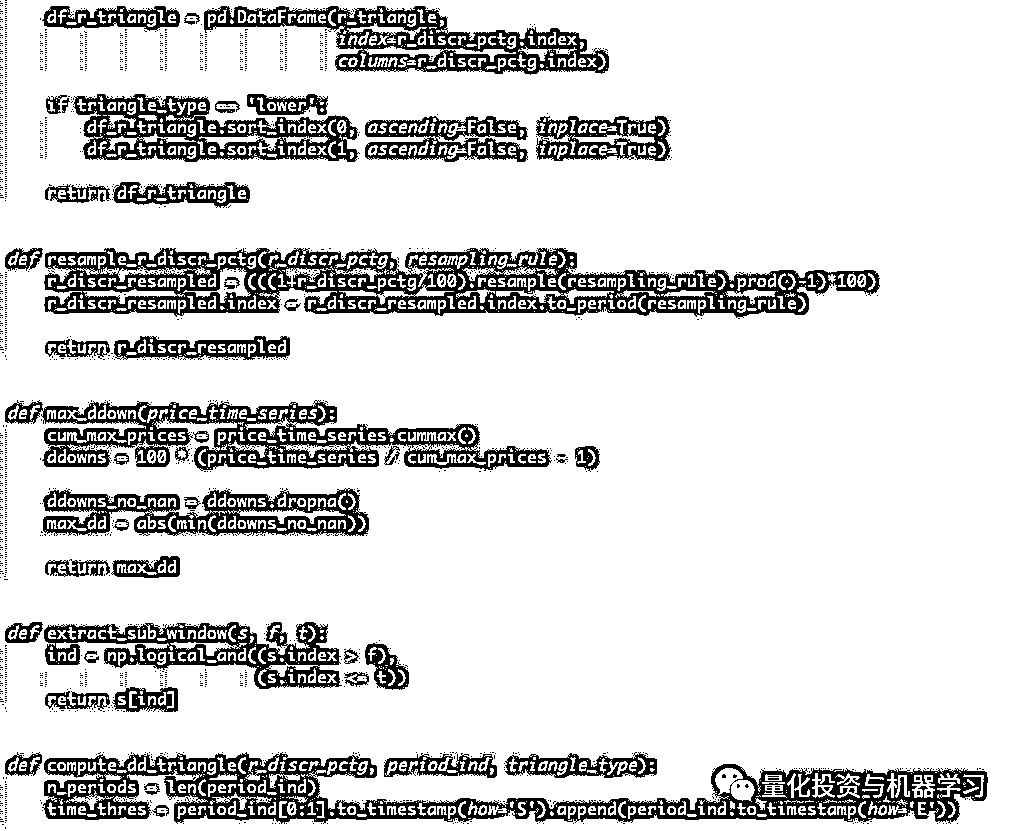 df_r_triangle = pd.DataFrame(r_triangle,
index=r_discr_pctg.index,
columns=r_discr_pctg.index)
if triangle_type == 'lower':
df_r_triangle.sort_index(0, ascending=False, inplace=True)
df_r_triangle.sort_index(1, ascending=False, inplace=True)
return df_r_triangle
def resample_r_discr_pctg(r_discr_pctg, resampling_rule):
r_discr_resampled = (((1+r_discr_pctg/100).resample(resampling_rule).prod()-1)*100)
r_discr_resampled.index = r_discr_resampled.index.to_period(resampling_rule)
return r_discr_resampled
def max_ddown(price_time_series):
cum_max_prices = price_time_series.cummax()
ddowns = 100 * (price_time_series / cum_max_prices - 1)
ddowns_no_nan = ddowns.dropna()
max_dd = abs(min(ddowns_no_nan))
return max_dd
def extract_sub_window(s, f, t):
ind = np.logical_and((s.index > f),
(s.index <= t))
return s[ind]
def compute_dd_triangle(r_discr_pctg, period_ind, triangle_type):
n_periods = len(period_ind)
time_thres = period_ind[0:1].to_timestamp(how='S').append(period_ind.to_timestamp(how='E'))
量化投资与机器学习